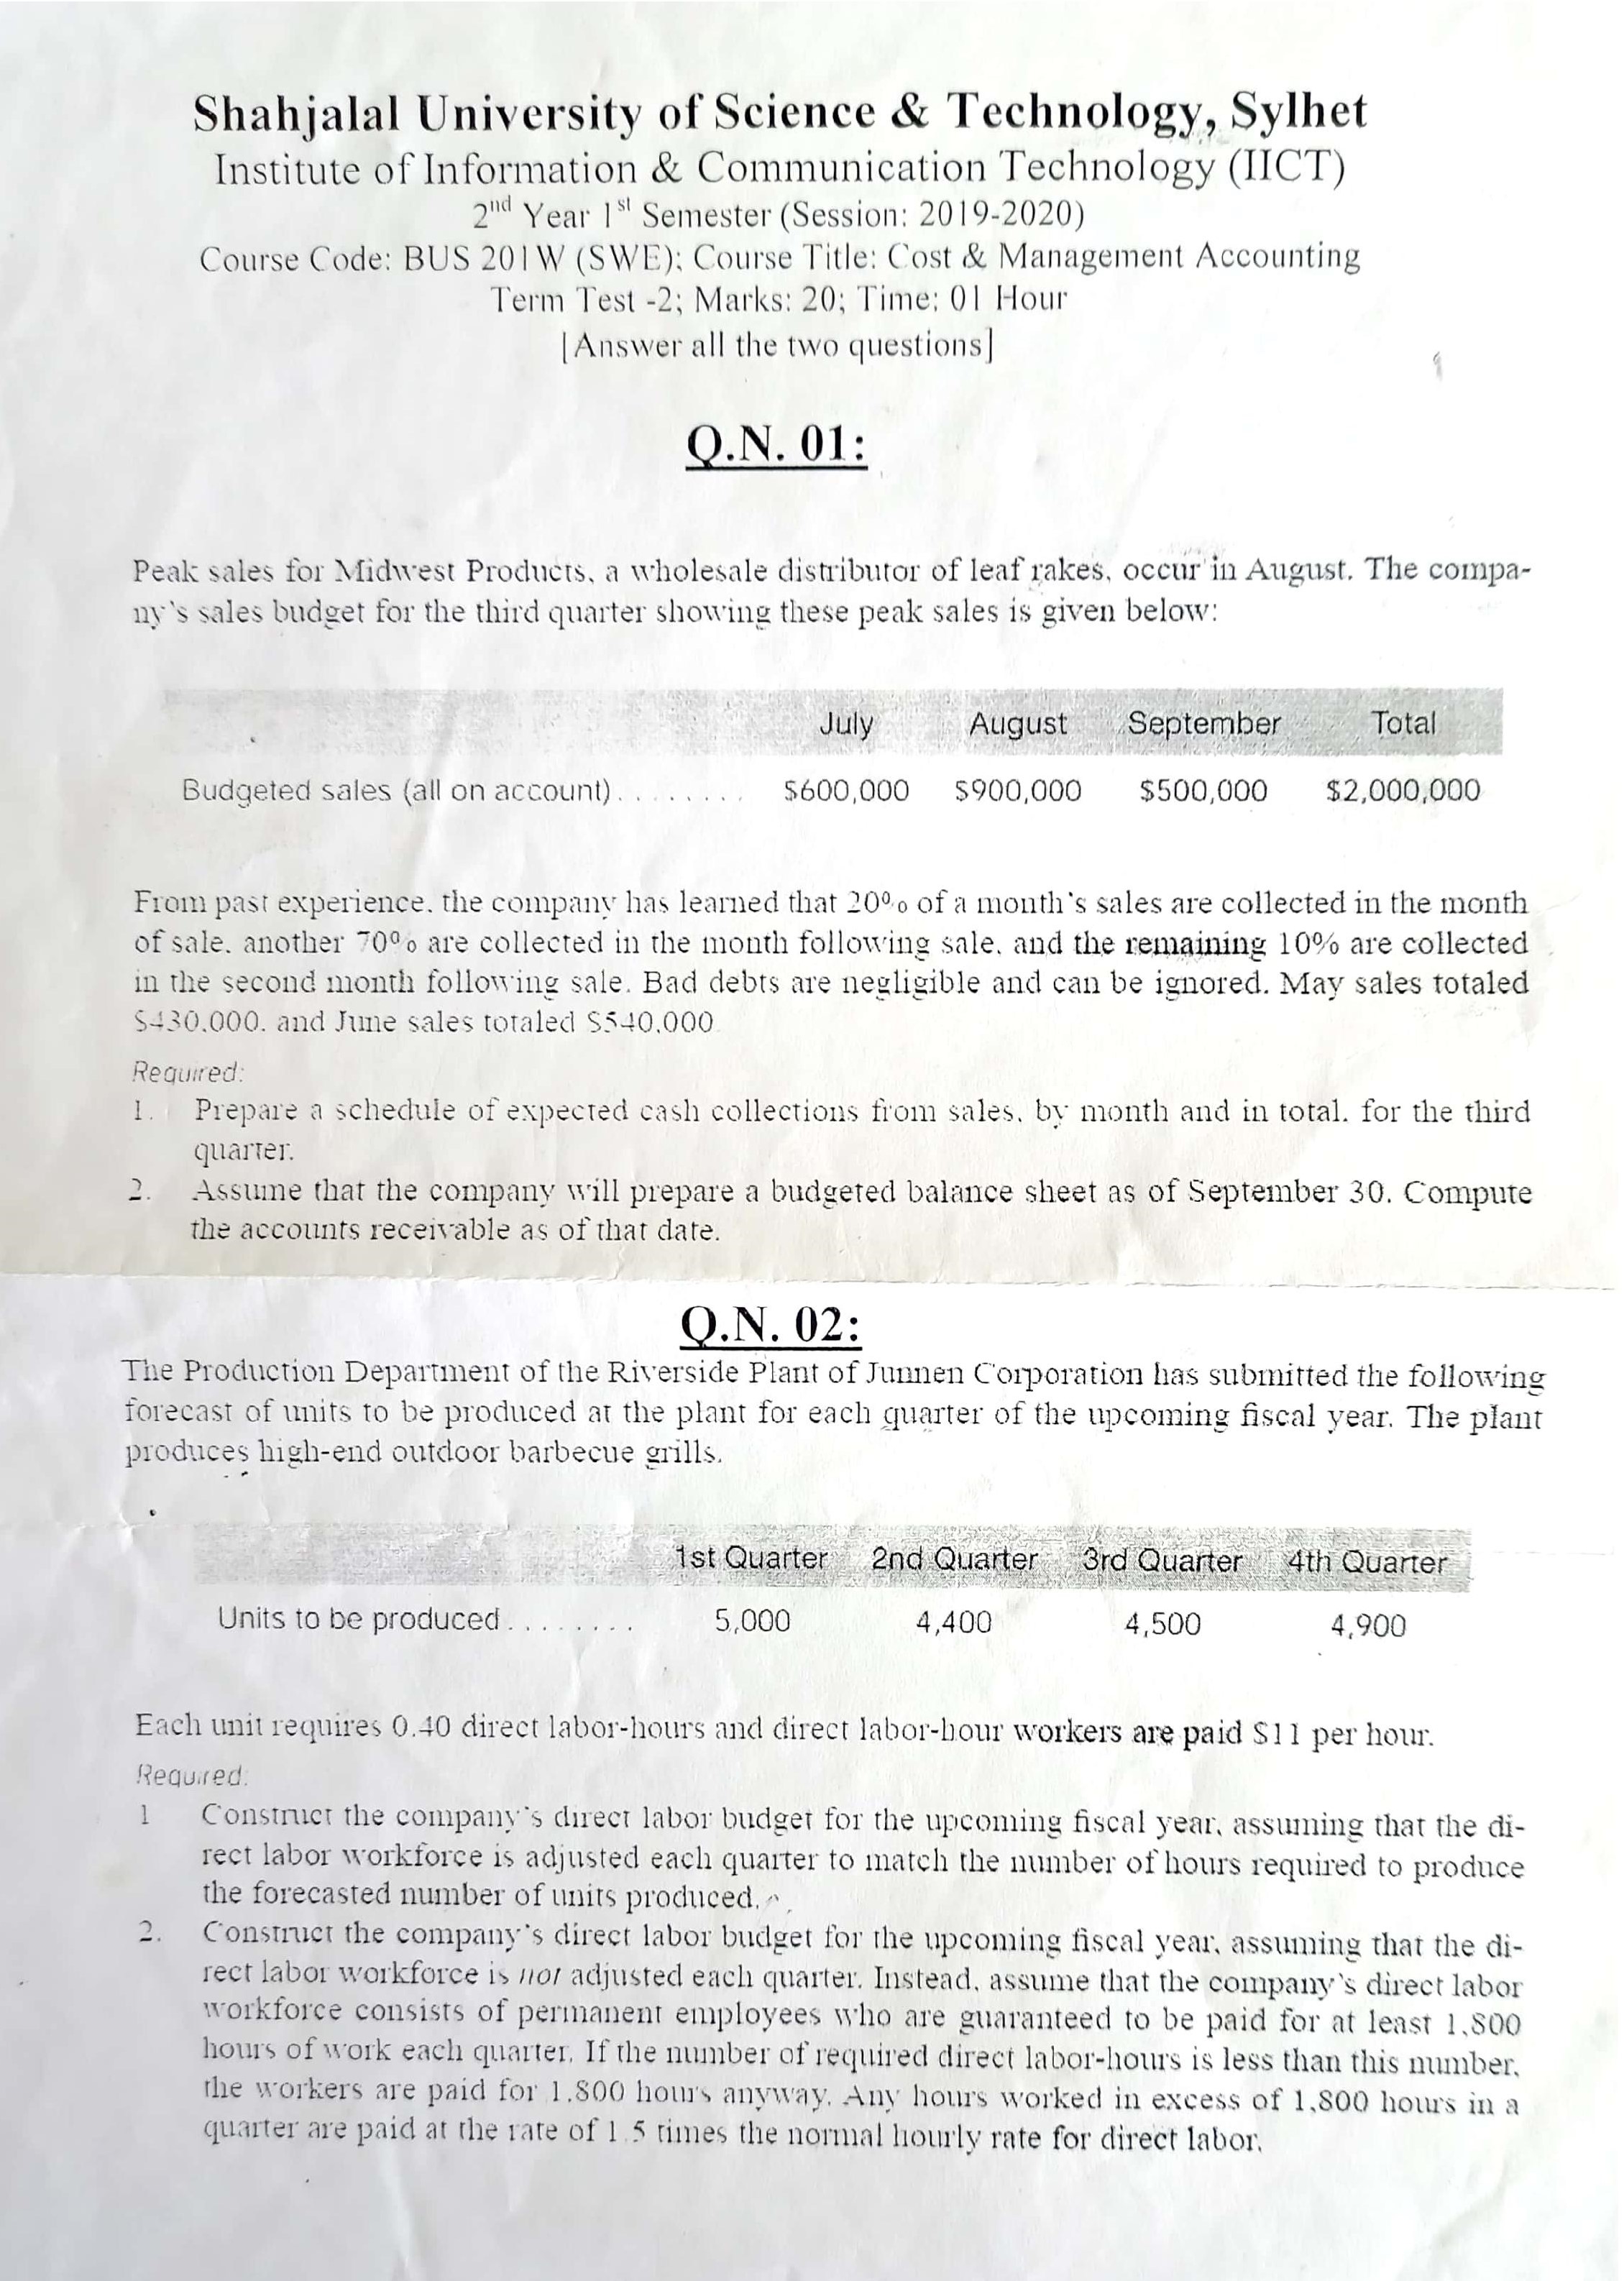 Shahjalal University of Science & Technology, Sylhet
Institute of Information & Communication Technology (IICT)
2nd Year 1st Semester (Session: 2019-2020)
Course Code: BUS 201W (SWE); Course Title: Cost & Management Accounting
Term Test -2; Marks: 20; Time: 01 Hour
[Answer all the two questions]
Q.N. 01:
Peak sales for Midwest Products, a wholesale distributor of leaf rakes, occur in August. The compa-
ny's sales budget for the third quarter showing these peak sales is given below:
July August September Total
Budgeted sales (all on account)........ $600,000 $900,000 $500,000 $2,000,000
From past experience, the company has learned that 20% of a month's sales are collected in the month
of sale, another 70% are collected in the month following sale, and the remaining 10% are collected
in the second month following sale. Bad debts are negligible and can be ignored. May sales totaled
$430,000, and June sales totaled $540,000
Required:
1. Prepare a schedule of expected cash collections from sales, by month and in total, for the third
quarter.
2. Assume that the company will prepare a budgeted balance sheet as of September 30. Compute
the accounts receivable as of that date.
Q.N. 02:
The Production Department of the Riverside Plant of Junnen Corporation has submitted the following
forecast of units to be produced at the plant for each quarter of the upcoming fiscal year. The plant
produces high-end outdoor barbecue grills.
1st Quarter 2nd Quarter 3rd Quarter 4th Quarter
Units to be produced........ 5,000 4,400 4,500 4,900
Each unit requires 0.40 direct labor-hours and direct labor-hour workers are paid $11 per hour.
Required:
1 Construct the company's direct labor budget for the upcoming fiscal year, assuming that the di-
rect labor workforce is adjusted each quarter to match the number of hours required to produce
the forecasted number of units produced.
2. Construct the company's direct labor budget for the upcoming fiscal year, assuming that the di-
rect labor workforce is not adjusted each quarter. Instead, assume that the company's direct labor
workforce consists of permanent employees who are guaranteed to be paid for at least 1,800
hours of work each quarter. If the number of required direct labor-hours is less than this number,
the workers are paid for 1,800 hours anyway. Any hours worked in excess of 1,800 hours in a
quarter are paid at the rate of 1.5 times the normal hourly rate for direct labor.